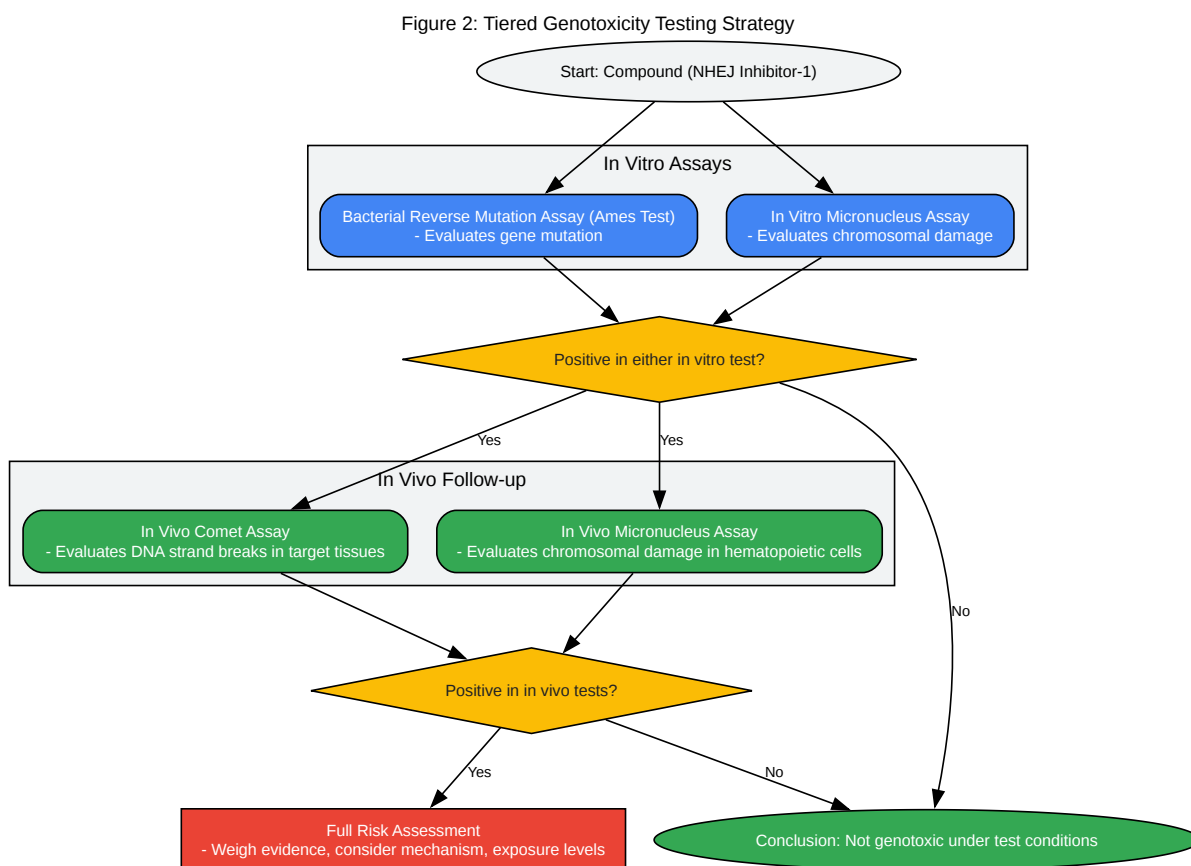 Figure 2: Tiered Genotoxicity Testing Strategy
Start: Compound (NHEJ Inhibitor-1)
In Vitro Assays
Bacterial Reverse Mutation Assay (Ames Test)
- Evaluates gene mutation
In Vitro Micronucleus Assay
- Evaluates chromosomal damage
Positive in either in vitro test?
Yes
Yes
No
In Vivo Follow-up
In Vivo Comet Assay
- Evaluates DNA strand breaks in target tissues
In Vivo Micronucleus Assay
- Evaluates chromosomal damage in hematopoietic cells
Positive in in vivo tests?
Yes
No
Full Risk Assessment
- Weigh evidence, consider mechanism, exposure levels
Conclusion: Not genotoxic under test conditions